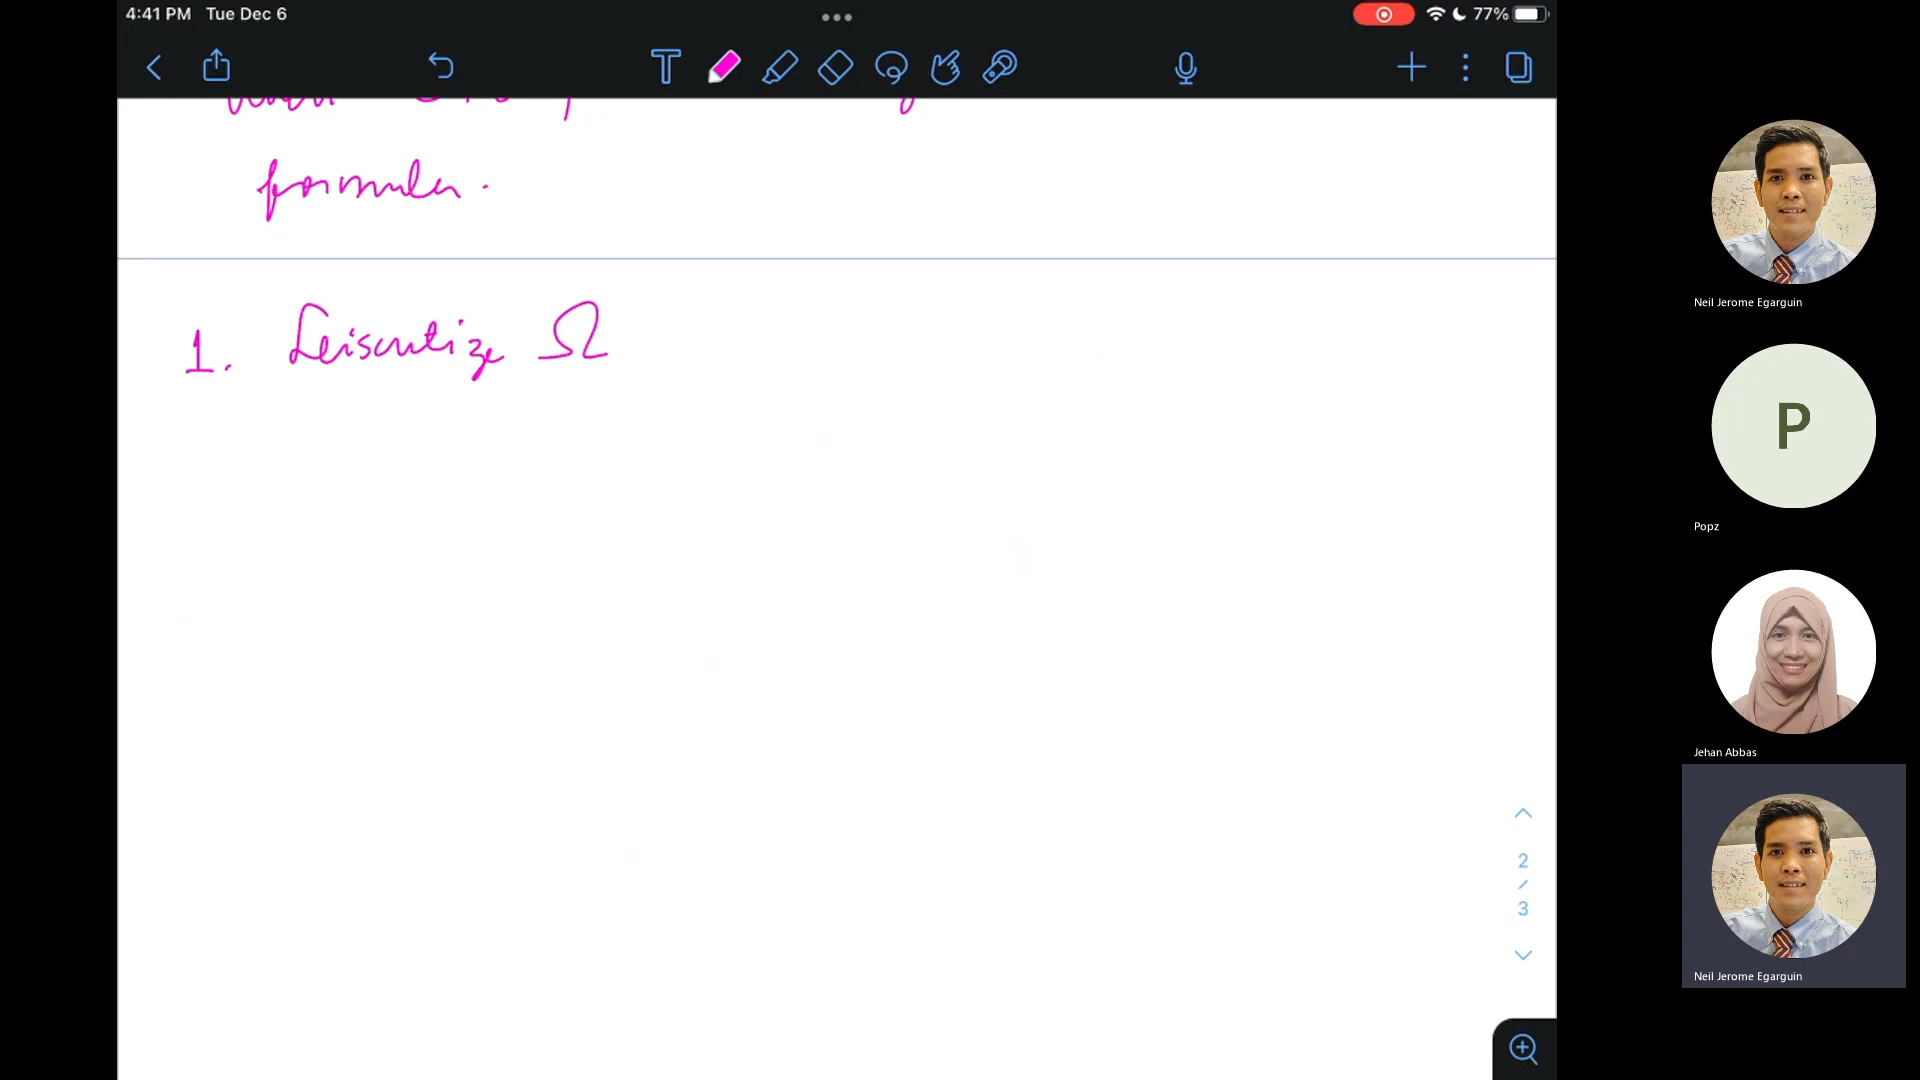 4:41 PM Tue Dec 6
77%
T
formula.
1. Discretize Ω
2
/
3
Neil Jerome Egarguin
P
Popz
Jehan Abbas
Neil Jerome Egarguin